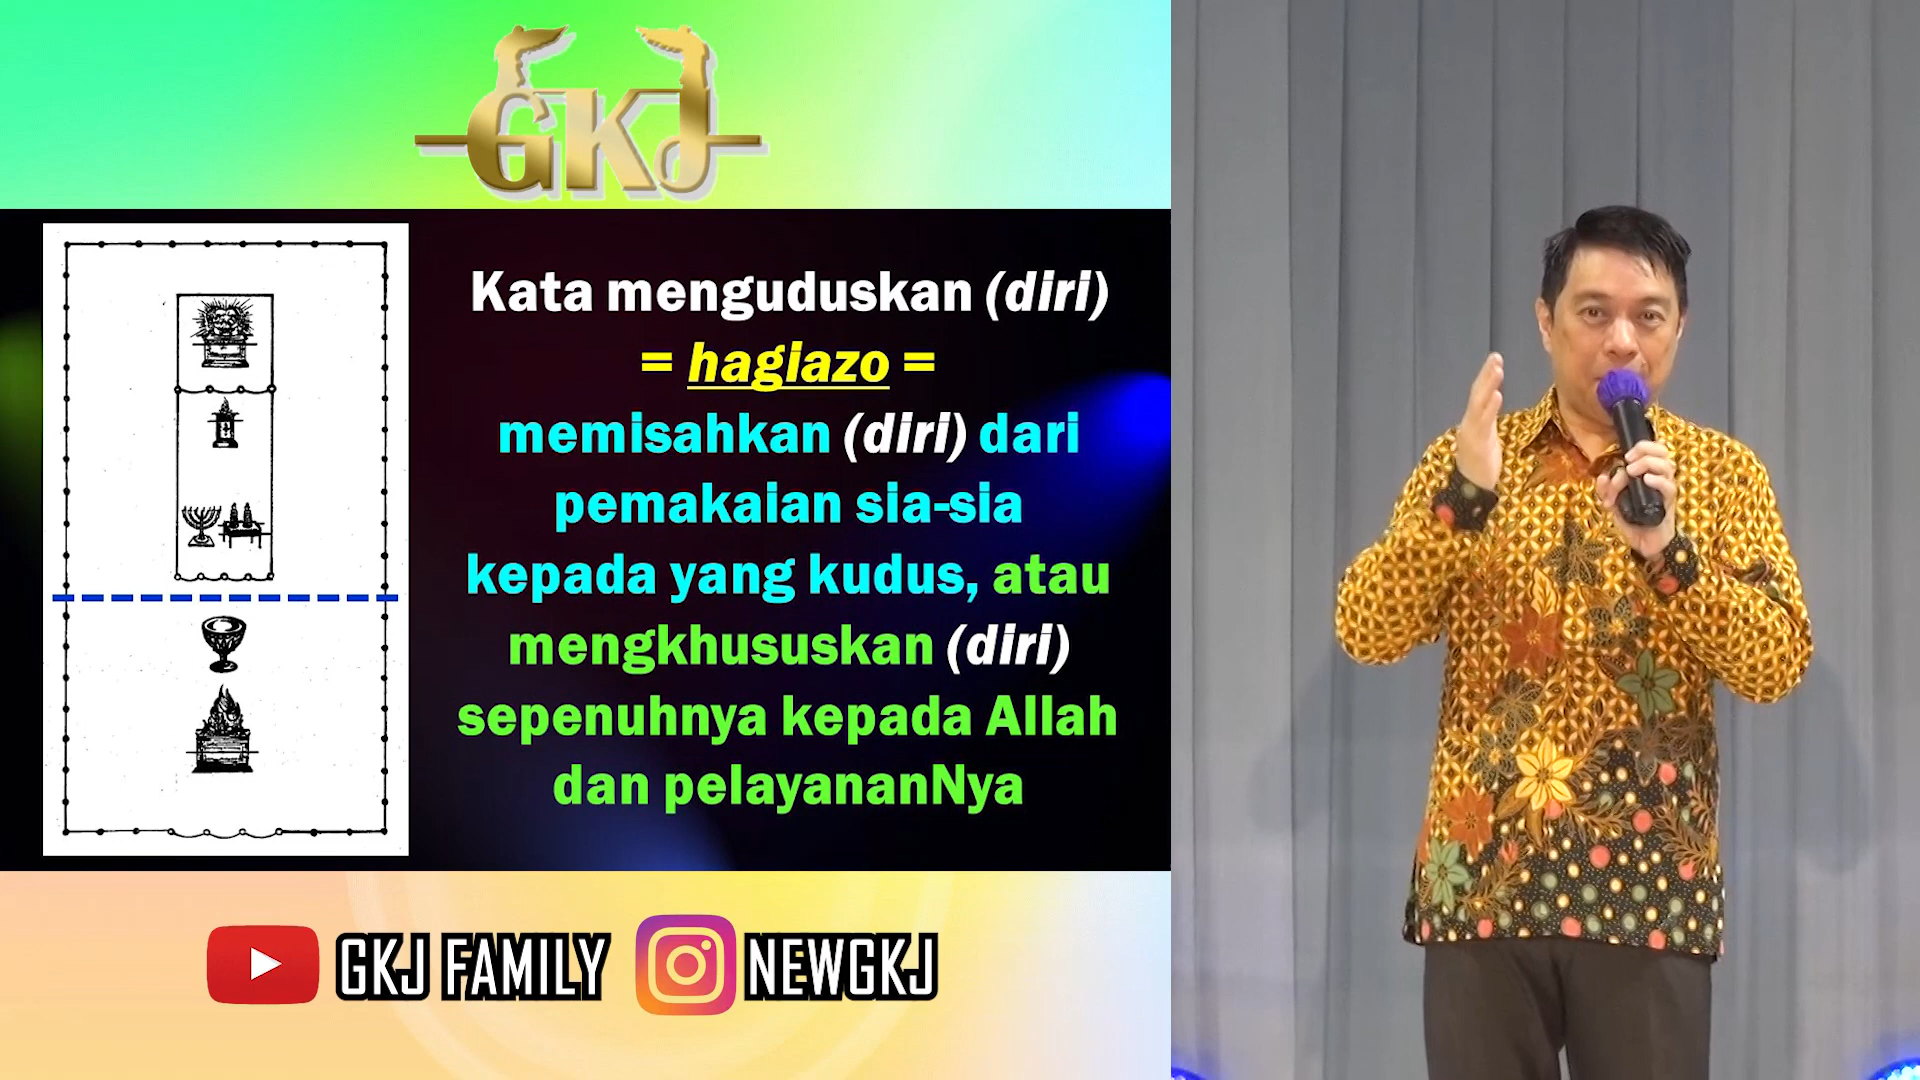 GKJ
Kata menguduskan (diri)
= hagiazo =
memisahkan (diri) dari
pemakaian sia-sia
kepada yang kudus, atau
mengkhususkan (diri)
sepenuhnya kepada Allah
dan pelayananNya
GKJ FAMILY NEWGKJ